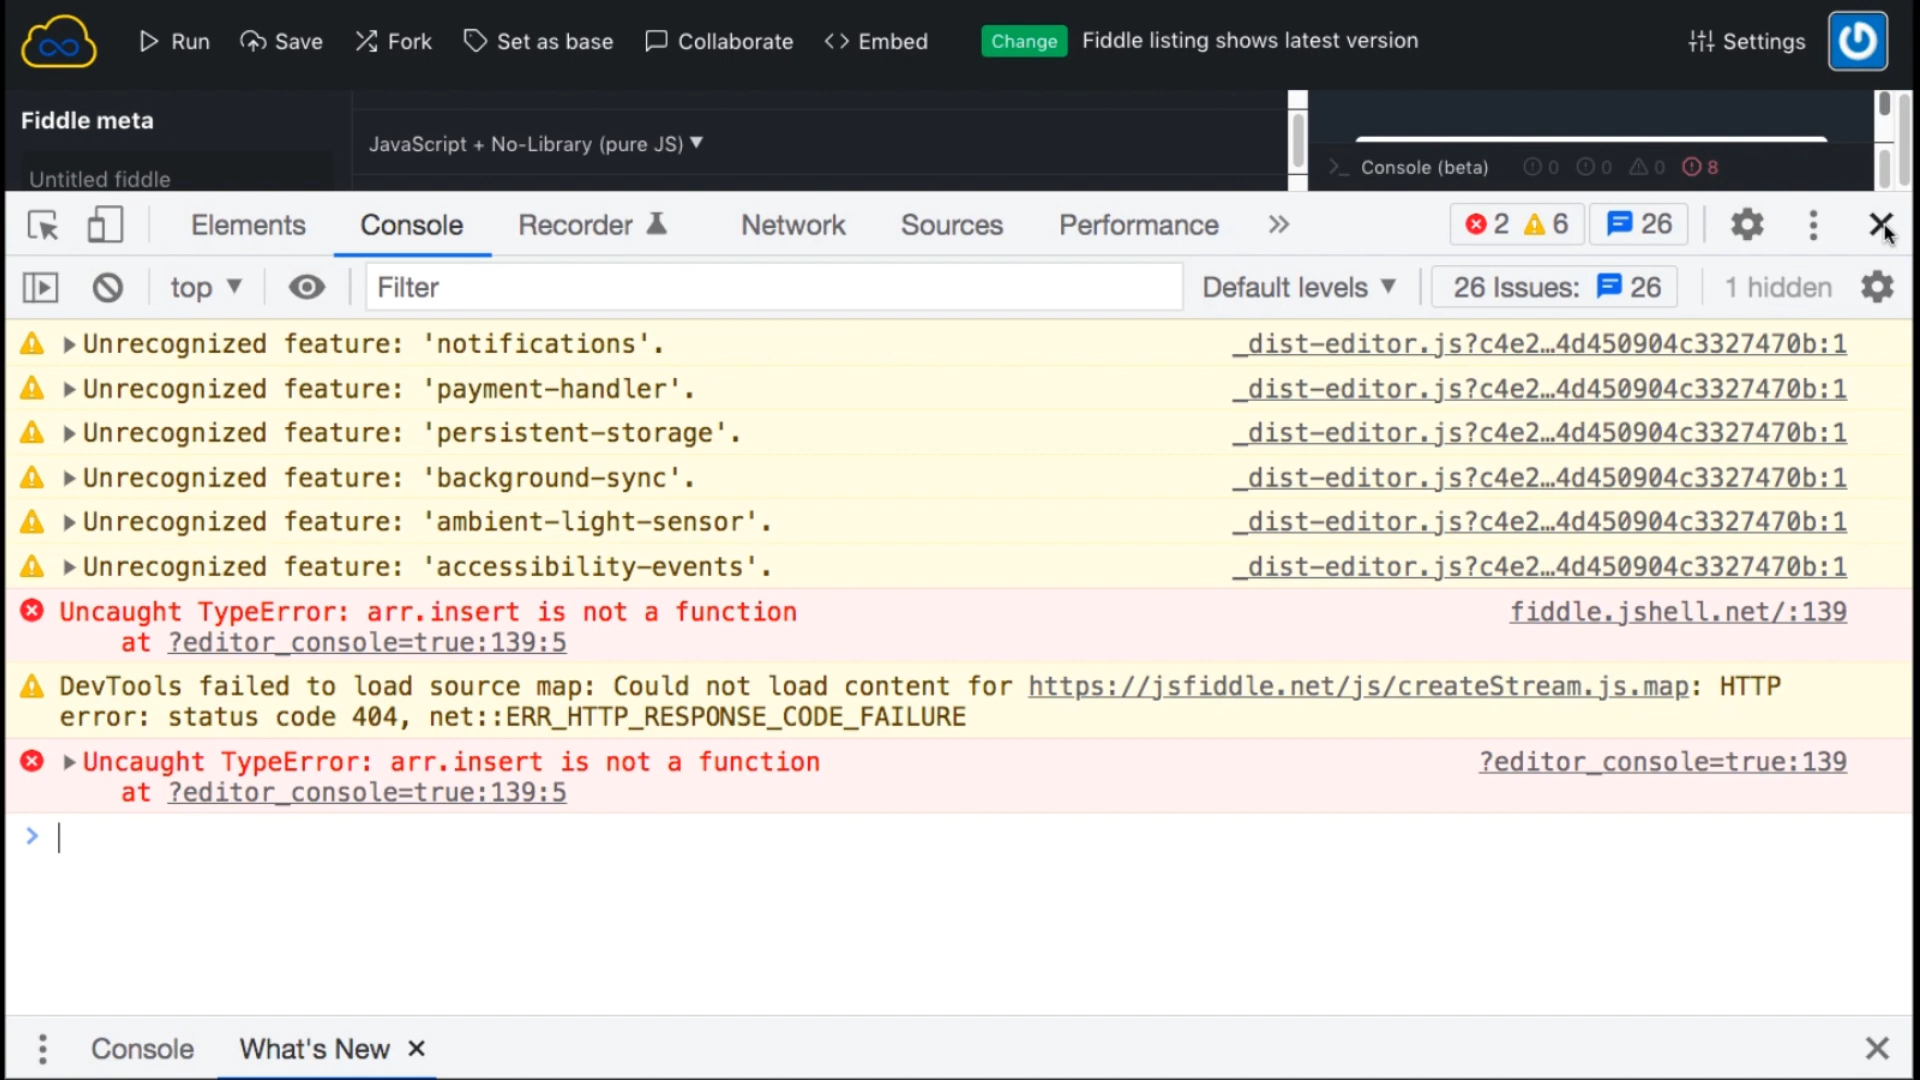 Run Save Fork Set as base Collaborate <> Embed Change Fiddle listing shows latest version Settings
Fiddle meta
JavaScript + No-Library (pure JS) ▼
Untitled fiddle
>_ Console (beta) 0 0 0 8
Elements Console Recorder Network Sources Performance >> 2 6 26
top ▼ Filter Default levels ▼ 26 Issues: 26 1 hidden
Unrecognized feature: 'notifications'. _dist-editor.js?c4e2…4d450904c3327470b:1
Unrecognized feature: 'payment-handler'. _dist-editor.js?c4e2…4d450904c3327470b:1
Unrecognized feature: 'persistent-storage'. _dist-editor.js?c4e2…4d450904c3327470b:1
Unrecognized feature: 'background-sync'. _dist-editor.js?c4e2…4d450904c3327470b:1
Unrecognized feature: 'ambient-light-sensor'. _dist-editor.js?c4e2…4d450904c3327470b:1
Unrecognized feature: 'accessibility-events'. _dist-editor.js?c4e2…4d450904c3327470b:1
Uncaught TypeError: arr.insert is not a function fiddle.jshell.net/:139
at ?editor_console=true:139:5
DevTools failed to load source map: Could not load content for https://jsfiddle.net/js/createStream.js.map: HTTP
error: status code 404, net::ERR_HTTP_RESPONSE_CODE_FAILURE
Uncaught TypeError: arr.insert is not a function ?editor_console=true:139
at ?editor_console=true:139:5
>
Console What's New